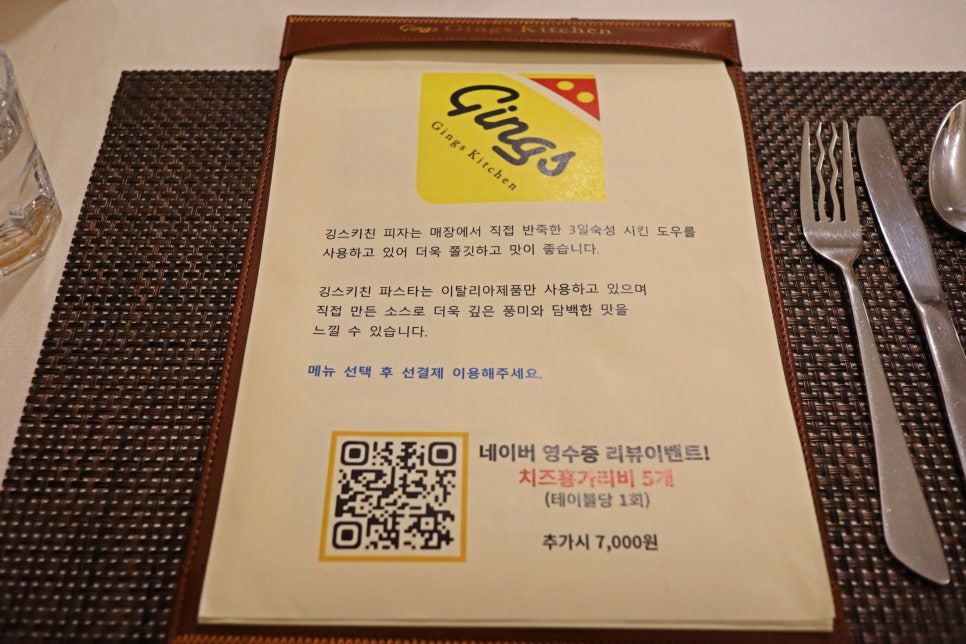 Gings Gings Kitchen
Gings
Gings Kitchen
깅스키친 피자는 매장에서 직접 반죽한 3일숙성 시킨 도우를
사용하고 있어 더욱 쫄깃하고 맛이 좋습니다.
깅스키친 파스타는 이탈리아제품만 사용하고 있으며
직접 만든 소스로 더욱 깊은 풍미와 담백한 맛을
느낄 수 있습니다.
메뉴 선택 후 선결제 이용해주세요.
네이버 영수증 리뷰이벤트!
치즈홍가리비 5개
(테이블당 1회)
추가시 7,000원